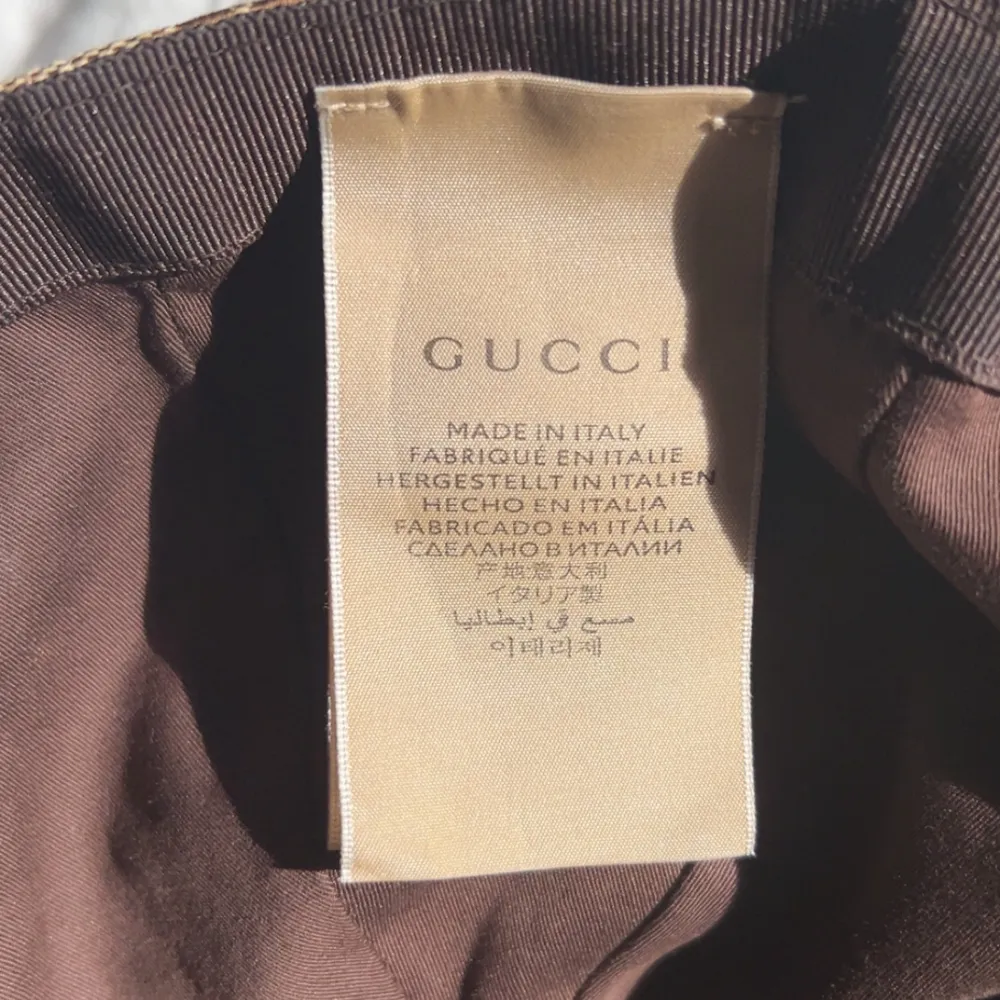 GUCCI
MADE IN ITALY
FABRIQUÉ EN ITALIE
HERGESTELLT IN ITALIEN
HECHO EN ITALIA
FABRICADO EM ITÁLIA
СДЕЛАНО В ИТАЛИИ
产地意大利
イタリア製
صنع في إيطاليا
이태리제